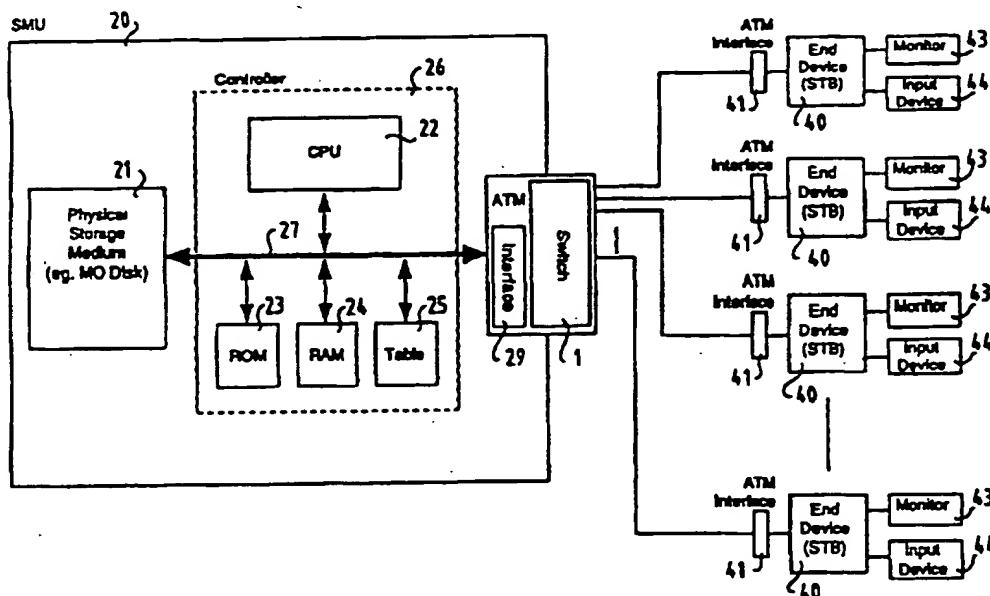 SMU
20
Controller
26
22
CPU
21
Physical
Storage
Medium
(eg. MO Disk)
27
23
ROM
24
RAM
25
Table
ATM
Interface
Switch
29
1
ATM
Interface
41
End
Device
(STB)
40
Monitor
43
Input
Device
44
ATM
Interface
41
End
Device
(STB)
40
Monitor
43
Input
Device
44
ATM
Interface
41
End
Device
(STB)
40
Monitor
43
Input
Device
44
ATM
Interface
41
End
Device
(STB)
40
Monitor
43
Input
Device
44